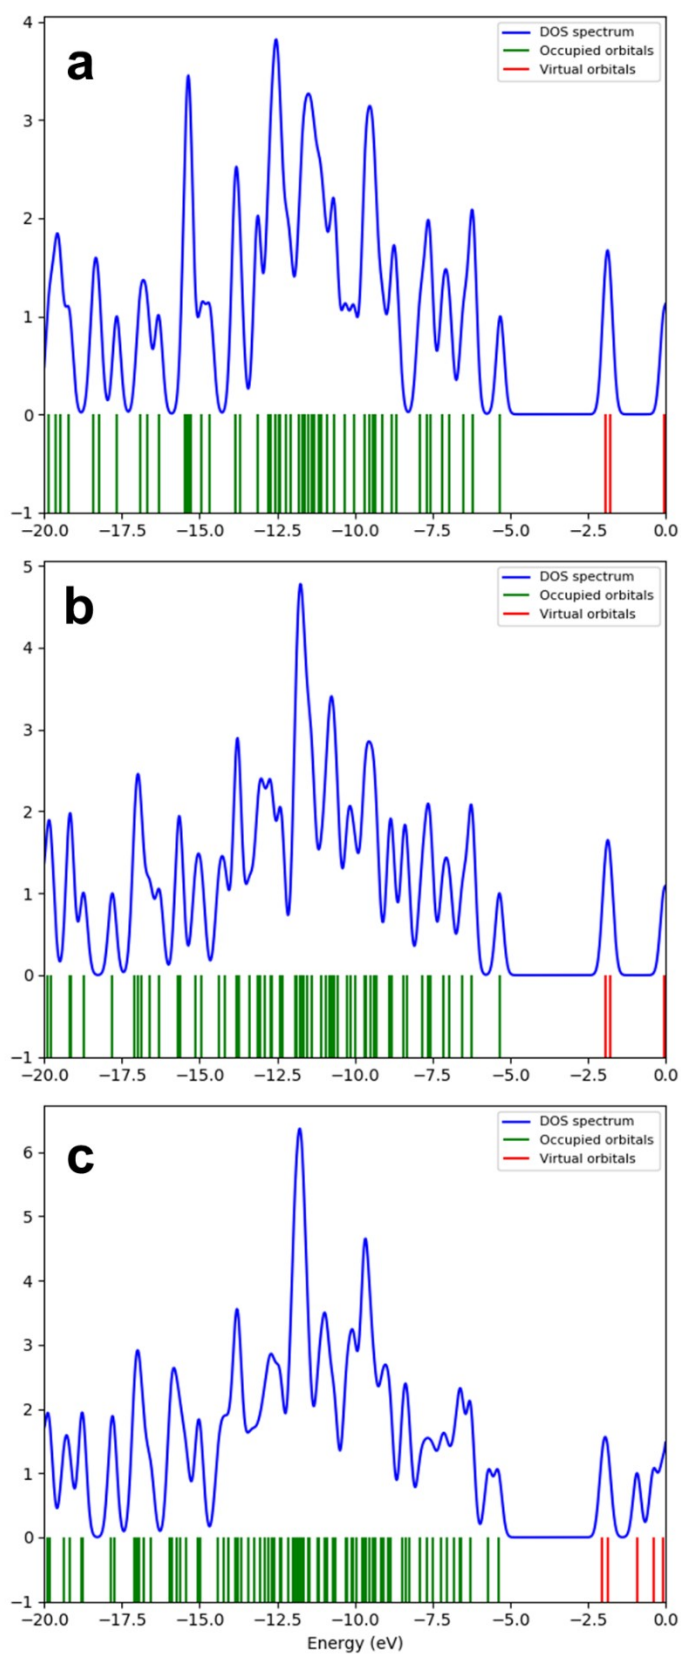 a
DOS spectrum
Occupied orbitals
Virtual orbitals
4
3
2
1
0
−1
−20.0 −17.5 −15.0 −12.5 −10.0 −7.5 −5.0 −2.5 0.0
b
DOS spectrum
Occupied orbitals
Virtual orbitals
5
4
3
2
1
0
−1
−20.0 −17.5 −15.0 −12.5 −10.0 −7.5 −5.0 −2.5 0.0
c
DOS spectrum
Occupied orbitals
Virtual orbitals
6
5
4
3
2
1
0
−1
−20.0 −17.5 −15.0 −12.5 −10.0 −7.5 −5.0 −2.5 0.0
Energy (eV)